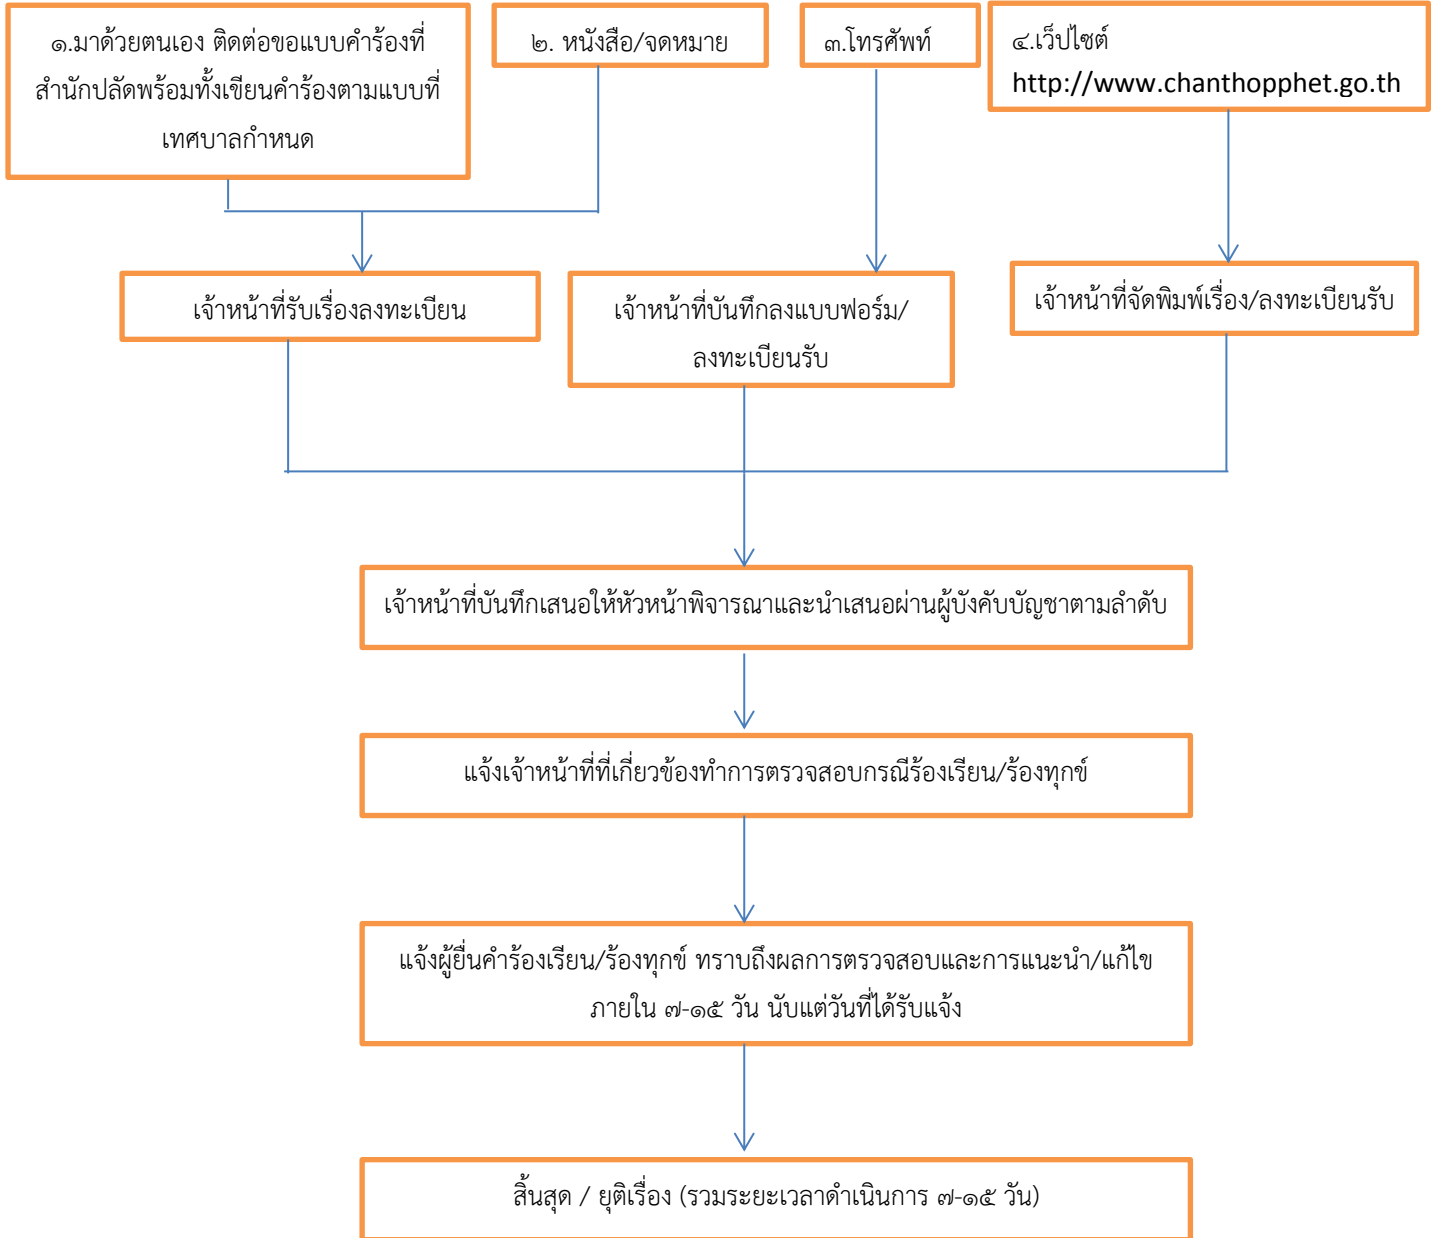 ๑.มาด้วยตนเอง ติดต่อขอแบบคำร้องที่
สำนักปลัดพร้อมทั้งเขียนคำร้องตามแบบที่
เทศบาลกำหนด
๒. หนังสือ/จดหมาย
๓.โทรศัพท์
๔.เว็ปไซต์
http://www.chanthopphet.go.th
เจ้าหน้าที่รับเรื่องลงทะเบียน
เจ้าหน้าที่บันทึกลงแบบฟอร์ม/
ลงทะเบียนรับ
เจ้าหน้าที่จัดพิมพ์เรื่อง/ลงทะเบียนรับ
เจ้าหน้าที่บันทึกเสนอให้หัวหน้าพิจารณาและนำเสนอผ่านผู้บังคับบัญชาตามลำดับ
แจ้งเจ้าหน้าที่ที่เกี่ยวข้องทำการตรวจสอบกรณีร้องเรียน/ร้องทุกข์
แจ้งผู้ยื่นคำร้องเรียน/ร้องทุกข์ ทราบถึงผลการตรวจสอบและการแนะนำ/แก้ไข
ภายใน ๗-๑๕ วัน นับแต่วันที่ได้รับแจ้ง
สิ้นสุด / ยุติเรื่อง (รวมระยะเวลาดำเนินการ ๗-๑๕ วัน)